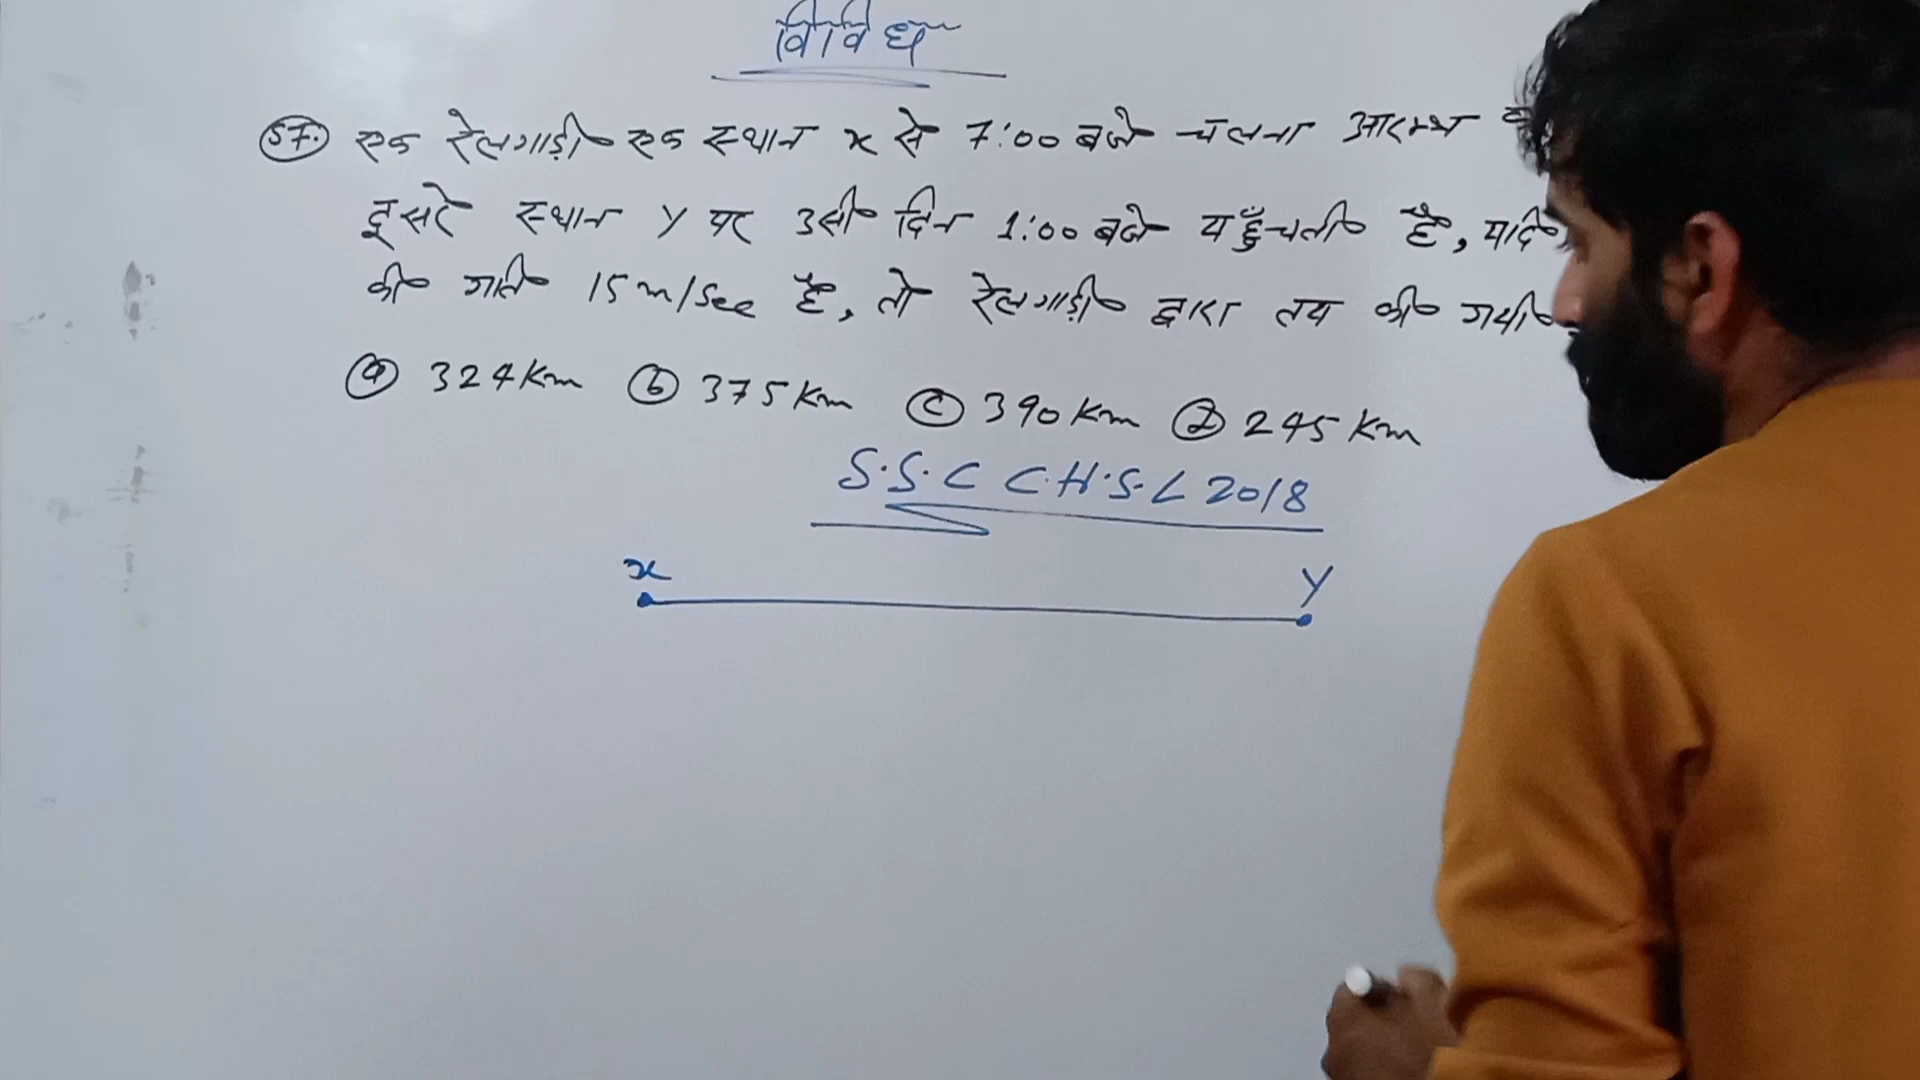 विविध
57. एक रेलगाड़ी एक स्थान x से 7:00 बजे चलना आरम्भ
दूसरे स्थान y पर उसी दिन 1:00 बजे पहुँचती है, यदि
की गति 15 m/sec है, तो रेलगाड़ी द्वारा तय की गयी
(a) 324 Km (b) 375 Km (c) 390 Km (d) 245 Km
S.S.C C.H.S.L 2018
x y